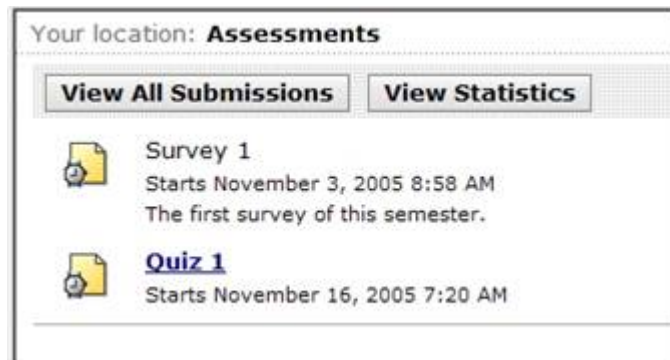 Your location: Assessments
View All Submissions View Statistics
Survey 1
Starts November 3, 2005 8:58 AM
The first survey of this semester.
Quiz 1
Starts November 16, 2005 7:20 AM